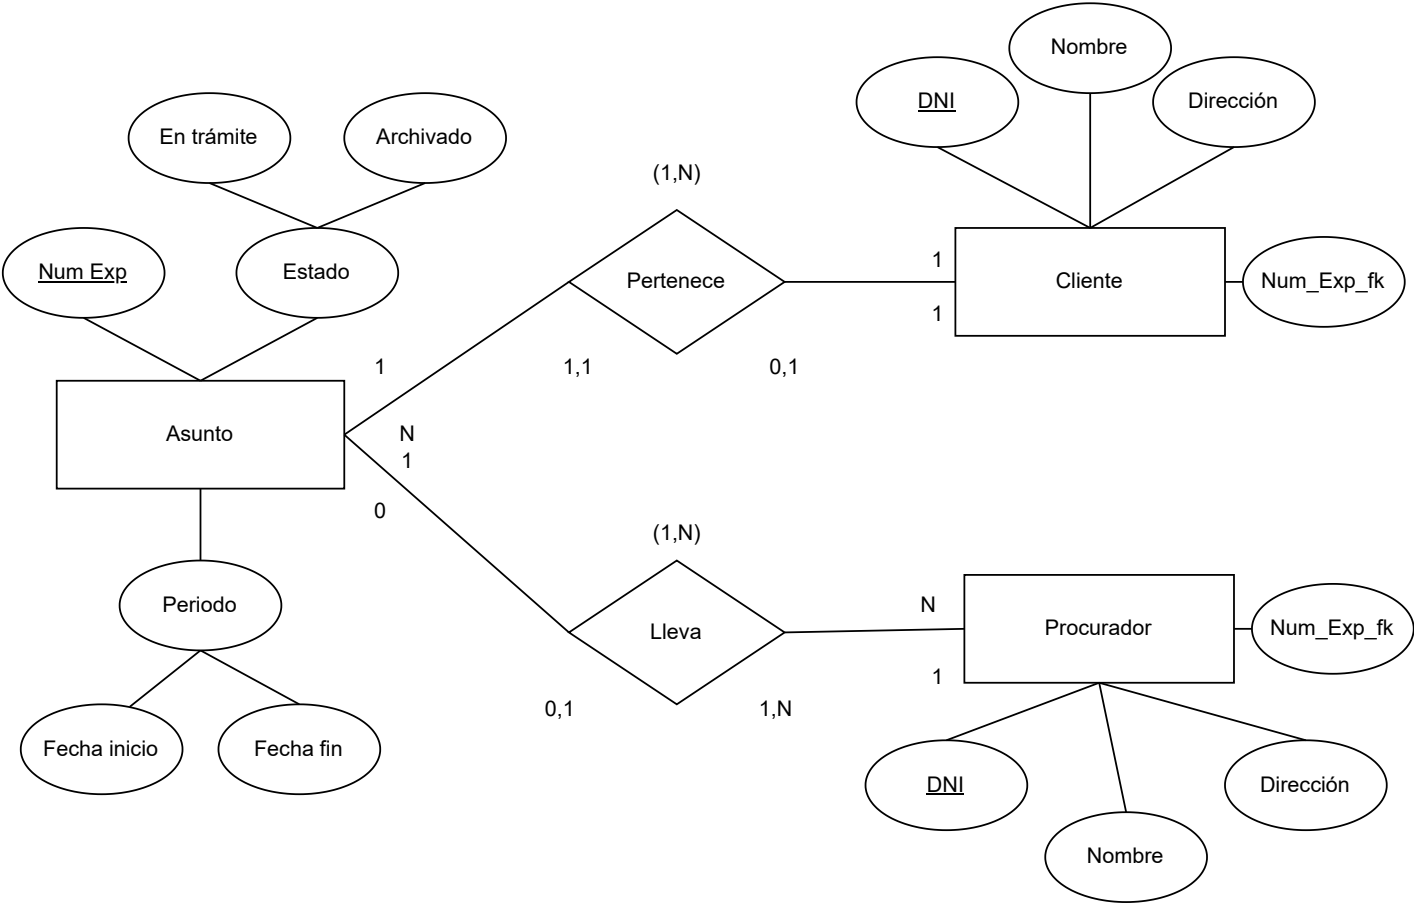 Nombre
DNI
Dirección
En trámite
Archivado
(1,N)
Num Exp
Estado
Pertenece
1
Cliente
Num_Exp_fk
1
1
1,1
0,1
Asunto
N
1
0
(1,N)
Periodo
Lleva
N
Procurador
Num_Exp_fk
1
0,1
1,N
Fecha inicio
Fecha fin
DNI
Dirección
Nombre